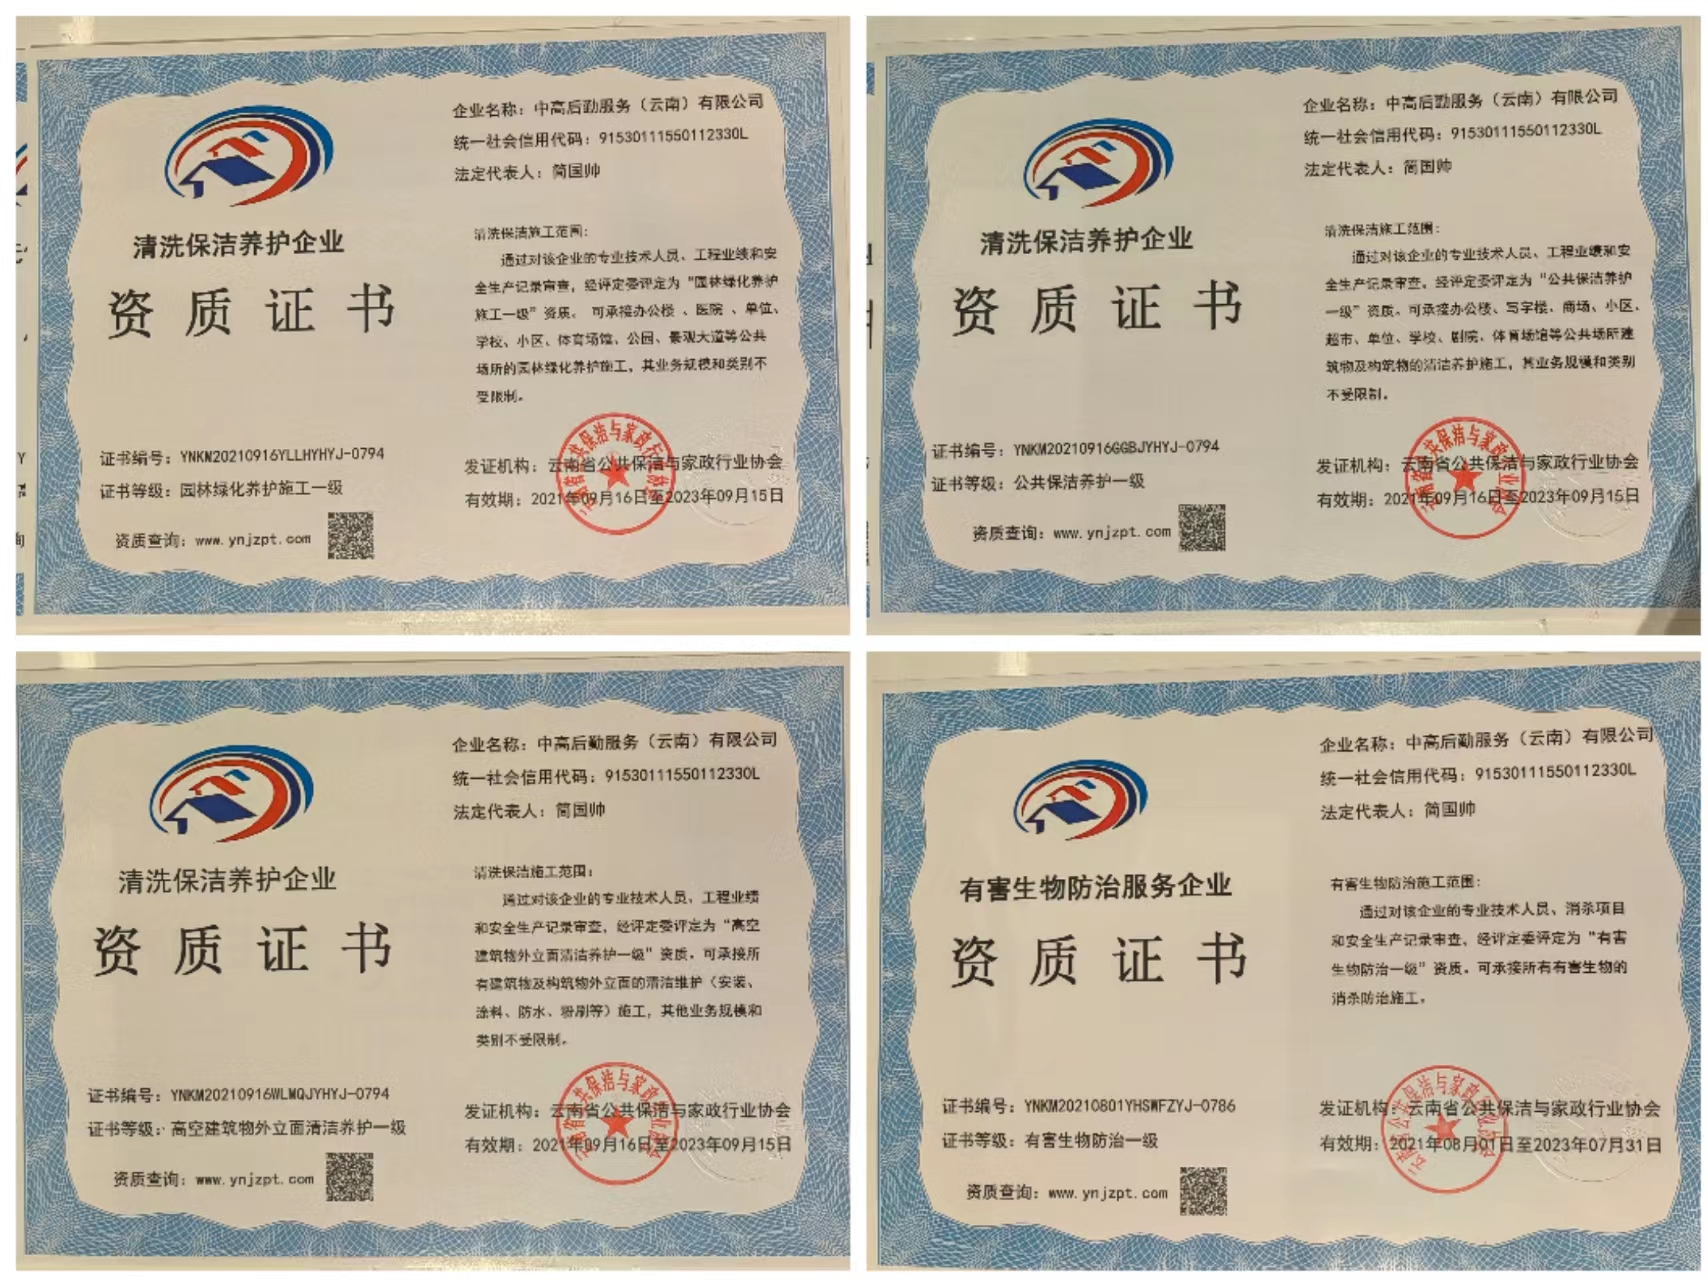 清洗保洁养护企业
资质证书
证书编号：YNKM20210916YLLHYHYJ-0794
证书等级：园林绿化养护施工一级
资质查询：www.ynjzpt.com
企业名称：中高后勤服务（云南）有限公司
统一社会信用代码：91530111550112330L
法定代表人：简国帅
清洗保洁施工范围：
通过对该企业的专业技术人员、工程业绩和安
全生产记录审查，经评定委评定为“园林绿化养护
施工一级”资质。可承接办公楼、医院、单位、
学校、小区、体育场馆、公园、景观大道等公共
场所的园林绿化养护施工，其业务规模和类别不
受限制。
发证机构：云南省公共保洁与家政行业协会
有效期：2021年09月16日至2023年09月15日
清洗保洁养护企业
资质证书
证书编号：YNKM20210916GGBJYHYJ-0794
证书等级：公共保洁养护一级
资质查询：www.ynjzpt.com
企业名称：中高后勤服务（云南）有限公司
统一社会信用代码：91530111550112330L
法定代表人：简国帅
清洗保洁施工范围：
通过对该企业的专业技术人员、工程业绩和安
全生产记录审查，经评定委评定为“公共保洁养护
一级”资质。可承接办公楼、写字楼、商场、小区、
超市、单位、学校、剧院、体育场馆等公共场所建
筑物及构筑物的清洁养护施工，其业务规模和类别
不受限制。
发证机构：云南省公共保洁与家政行业协会
有效期：2021年09月16日至2023年09月15日
清洗保洁养护企业
资质证书
证书编号：YNKM20210916WLMQJYHYJ-0794
证书等级：高空建筑物外立面清洁养护一级
资质查询：www.ynjzpt.com
企业名称：中高后勤服务（云南）有限公司
统一社会信用代码：91530111550112330L
法定代表人：简国帅
清洗保洁施工范围：
通过对该企业的专业技术人员、工程业绩
和安全生产记录审查，经评定委评定为“高空
建筑物外立面清洁养护一级”资质。可承接所
有建筑物及构筑物外立面的清洁维护（安装、
涂料、防水、粉刷等）施工，其他业务规模和
类别不受限制。
发证机构：云南省公共保洁与家政行业协会
有效期：2021年09月16日至2023年09月15日
有害生物防治服务企业
资质证书
证书编号：YNKM20210801YHSWFZYJ-0786
证书等级：有害生物防治一级
资质查询：www.ynjzpt.com
企业名称：中高后勤服务（云南）有限公司
统一社会信用代码：91530111550112330L
法定代表人：简国帅
有害生物防治施工范围：
通过对该企业的专业技术人员、消杀项目
和安全生产记录审查，经评定委评定为“有害
生物防治一级”资质。可承接所有有害生物的
消杀防治施工。
发证机构：云南省公共保洁与家政行业协会
有效期：2021年08月01日至2023年07月31日